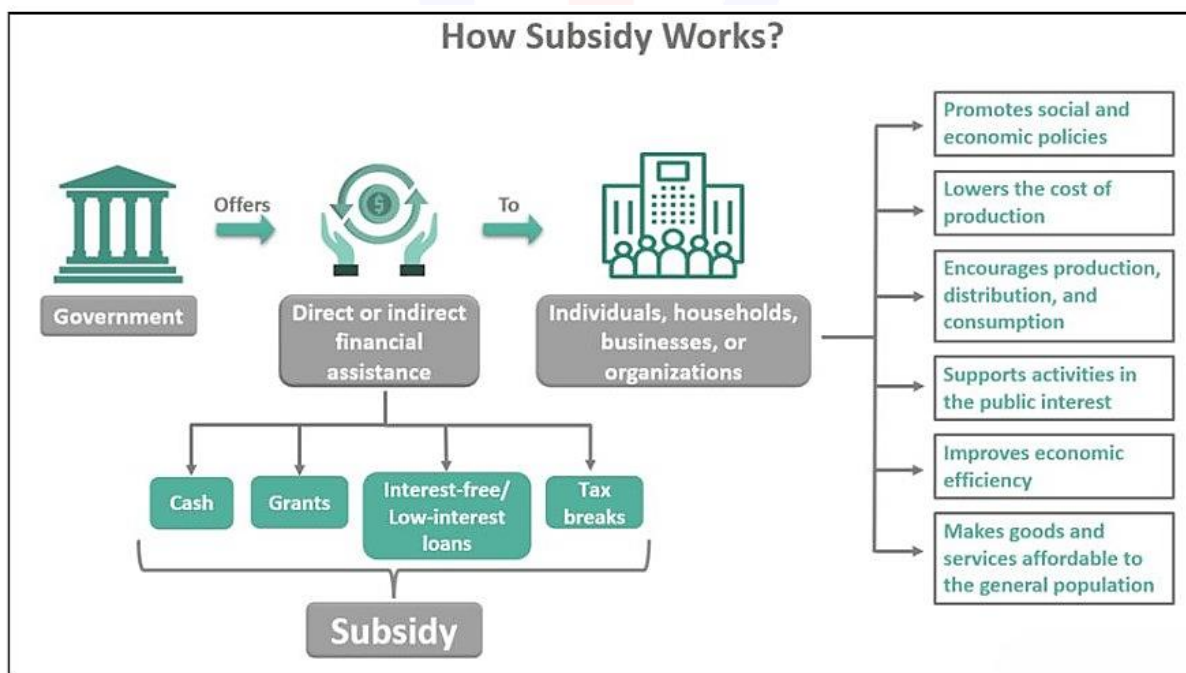 How Subsidy Works?
Government
Offers
Direct or indirect
financial
assistance
To
Individuals, households,
businesses, or
organizations
Cash
Grants
Interest-free/
Low-interest
loans
Tax
breaks
Subsidy
Promotes social and
economic policies
Lowers the cost of
production
Encourages production,
distribution, and
consumption
Supports activities in
the public interest
Improves economic
efficiency
Makes goods and
services affordable to
the general population